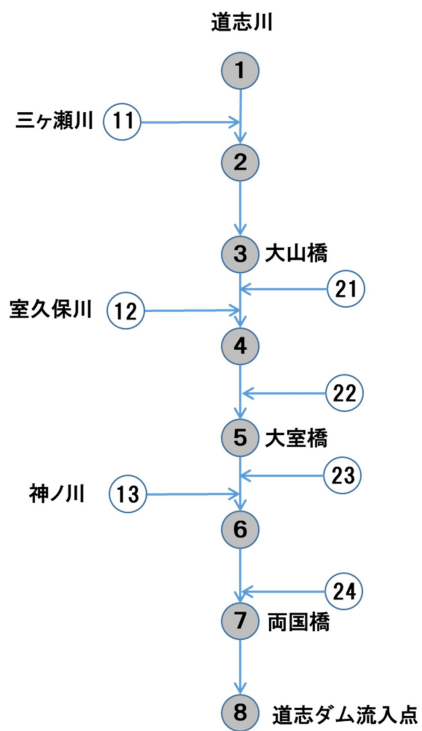 道志川
1
三ヶ瀬川 11
2
3 大山橋
21
室久保川 12
4
22
5 大室橋
23
神ノ川 13
6
24
7 両国橋
8 道志ダム流入点